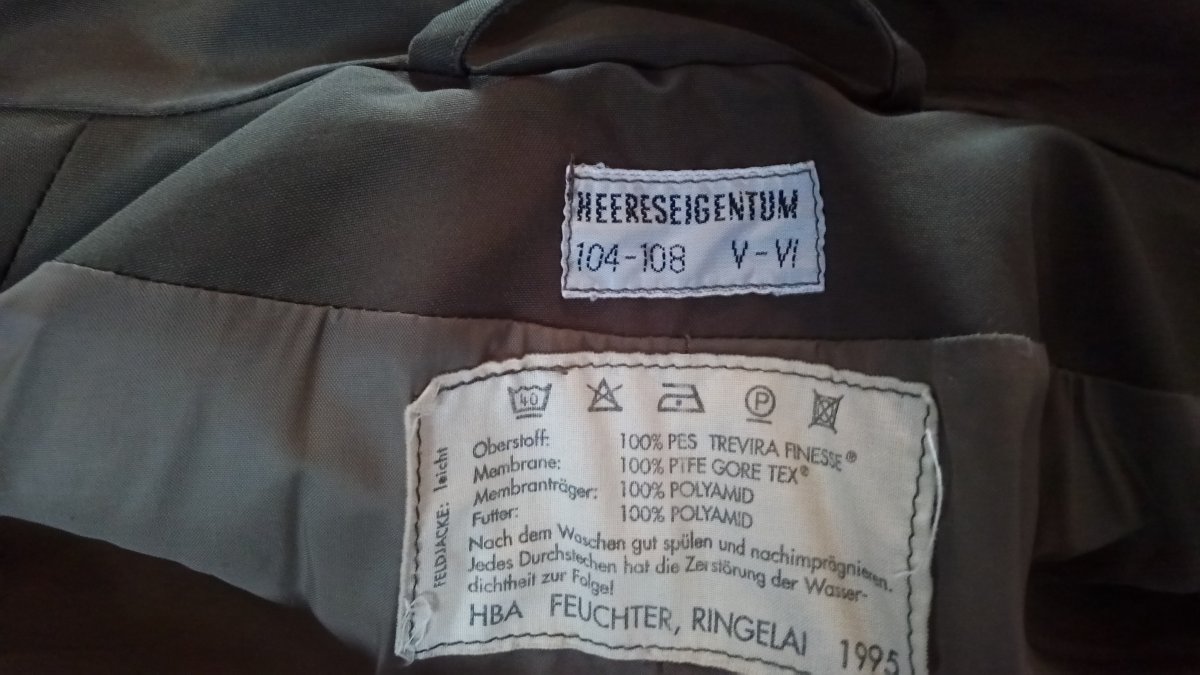 HEERESEIGENTUM
104-108 V-VI
40 P
FELDJACKE: leicht
Oberstoff: 100% PES TREVIRA FINESSE®
Membrane: 100% PTFE GORE TEX®
Membranträger: 100% POLYAMID
Futter: 100% POLYAMID
Nach dem Waschen gut spülen und nachimprägnieren.
Jedes Durchstechen hat die Zerstörung der Wasser-
dichtheit zur Folge!
HBA FEUCHTER, RINGELAI 1995